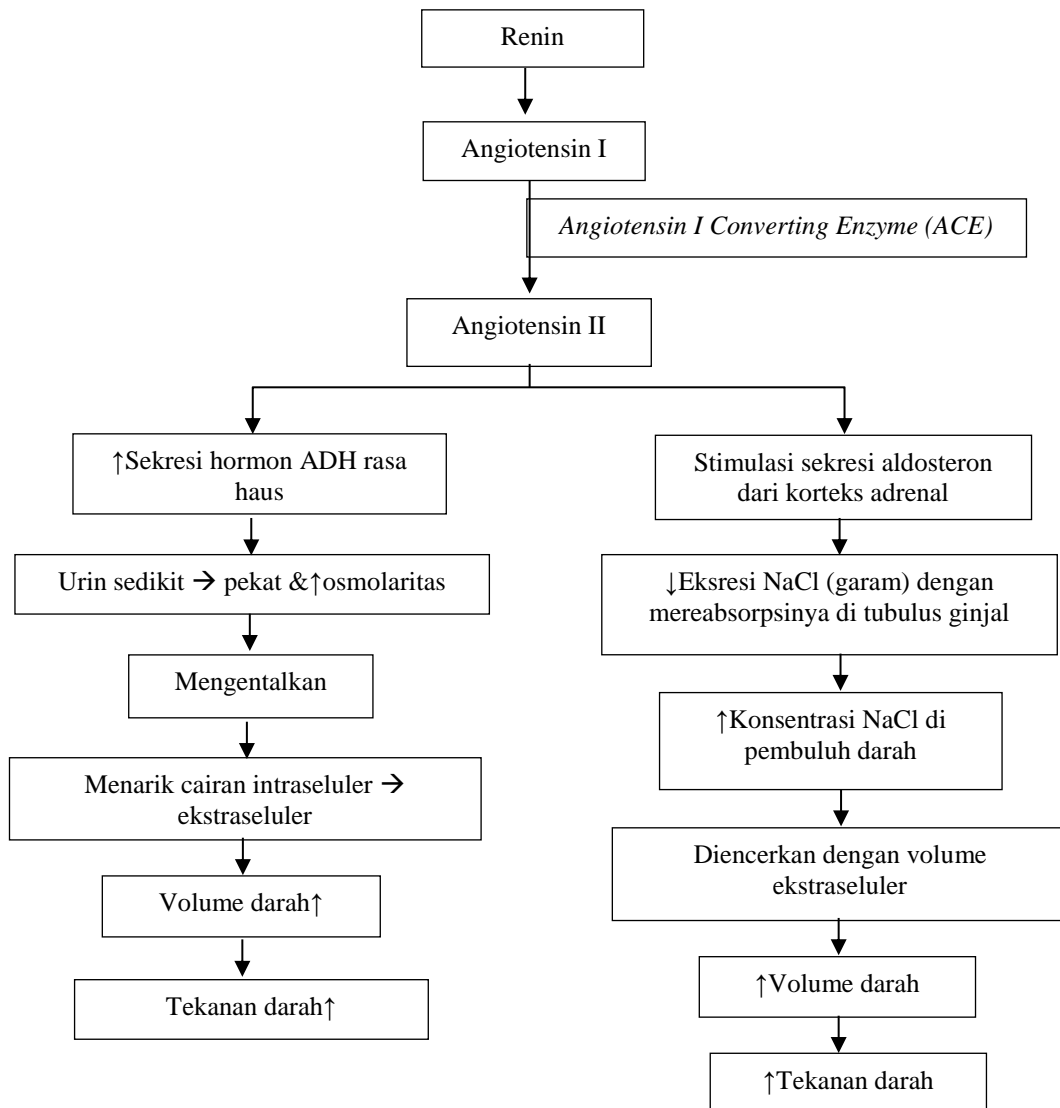 Renin
Angiotensin I
Angiotensin I Converting Enzyme (ACE)
Angiotensin II
↑Sekresi hormon ADH rasa
haus
Urin sedikit → pekat &↑osmolaritas
Mengentalkan
Menarik cairan intraseluler →
ekstraseluler
Volume darah↑
Tekanan darah↑
Stimulasi sekresi aldosteron
dari korteks adrenal
↓Eksresi NaCl (garam) dengan
mereabsorpsinya di tubulus ginjal
↑Konsentrasi NaCl di
pembuluh darah
Diencerkan dengan volume
ekstraseluler
↑Volume darah
↑Tekanan darah